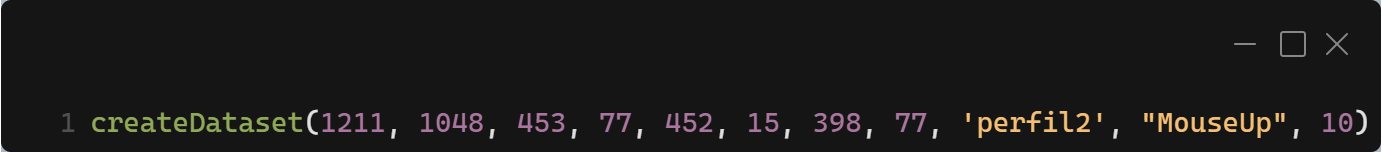 1 createDataset(1211, 1048, 453, 77, 452, 15, 398, 77, 'perfil2', "MouseUp", 10)